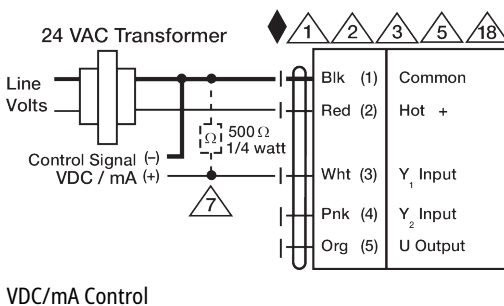 24 VAC Transformer
1 2 3 5 18
Line
Volts
Blk (1) Common
Red (2) Hot +
Ω 500 Ω
1/4 watt
Control Signal (–)
VDC / mA (+)
Wht (3) Y1 Input
7
Pnk (4) Y2 Input
Org (5) U Output
VDC/mA Control